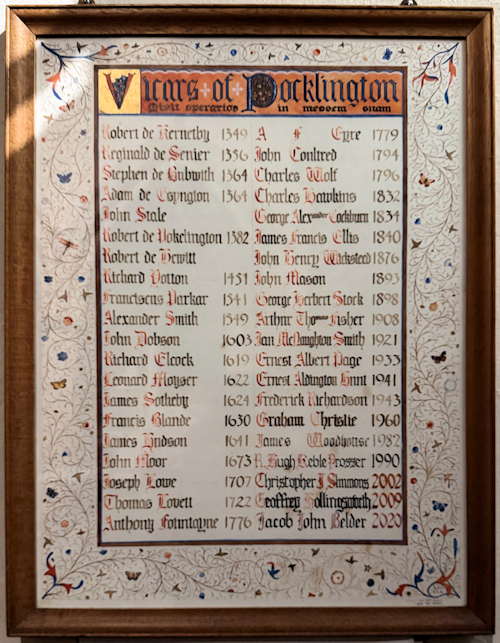 Vicars of Pocklington
Misit operarios in messem suam
Robert de Kernetby 1349
Reginald de Senier 1356
Stephen de Bubwith 1364
Adam de Esyngton 1364
John Stale
Robert de Pokelington 1382
Robert de Hewitt
Richard Votton 1451
Franciscus Parkar 1541
Alexander Smith 1549
John Dobson 1603
Richard Elcock 1619
Leonard Moyser 1622
James Sotheby 1624
Francis Blande 1630
James Hudson 1641
John Moor 1673
Joseph Lowe 1707
Thomas Lovett 1722
Anthony Fountayne 1776
A F Eyre 1779
John Coultred 1794
Charles Wolf 1796
Charles Hawkins 1832
George Alexander Cockburn 1834
James Francis Ellis 1840
John Henry Wicksteed 1876
John Mason 1893
George Herbert Stock 1898
Arthur Thomas Fisher 1908
Ian McNaughton Smith 1921
Ernest Albert Page 1933
Ernest Aldington Hunt 1941
Frederick Richardson 1943
Graham Christie 1960
James Woodhouse 1982
R. Hugh Keble Prosser 1990
Christopher J. Simmons 2002
Geoffrey Hollingsworth 2009
Jacob John Belder 2020